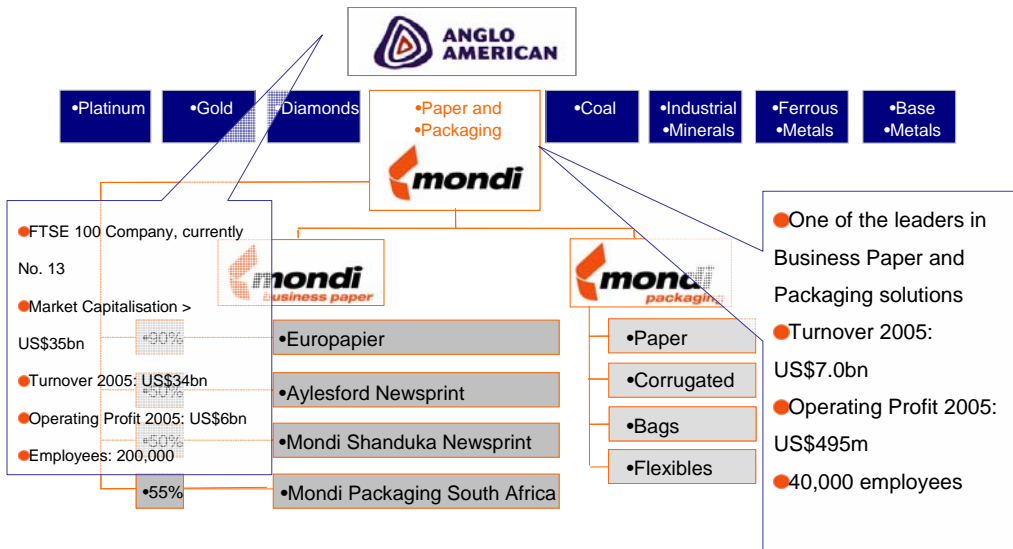 ANGLO
AMERICAN
•Platinum
•Gold
•Diamonds
•Paper and
•Packaging
•Coal
•Industrial
•Minerals
•Ferrous
•Metals
•Base
•Metals
mondi
●FTSE 100 Company, currently
No. 13
●Market Capitalisation >
US$35bn
●Turnover 2005: US$34bn
●Operating Profit 2005: US$6bn
●Employees: 200,000
mondi
business paper
mondi
packaging
•90%
•Europapier
•50%
•Aylesford Newsprint
•50%
•Mondi Shanduka Newsprint
•55%
•Mondi Packaging South Africa
•Paper
•Corrugated
•Bags
•Flexibles
●One of the leaders in
Business Paper and
Packaging solutions
●Turnover 2005:
US$7.0bn
●Operating Profit 2005:
US$495m
●40,000 employees